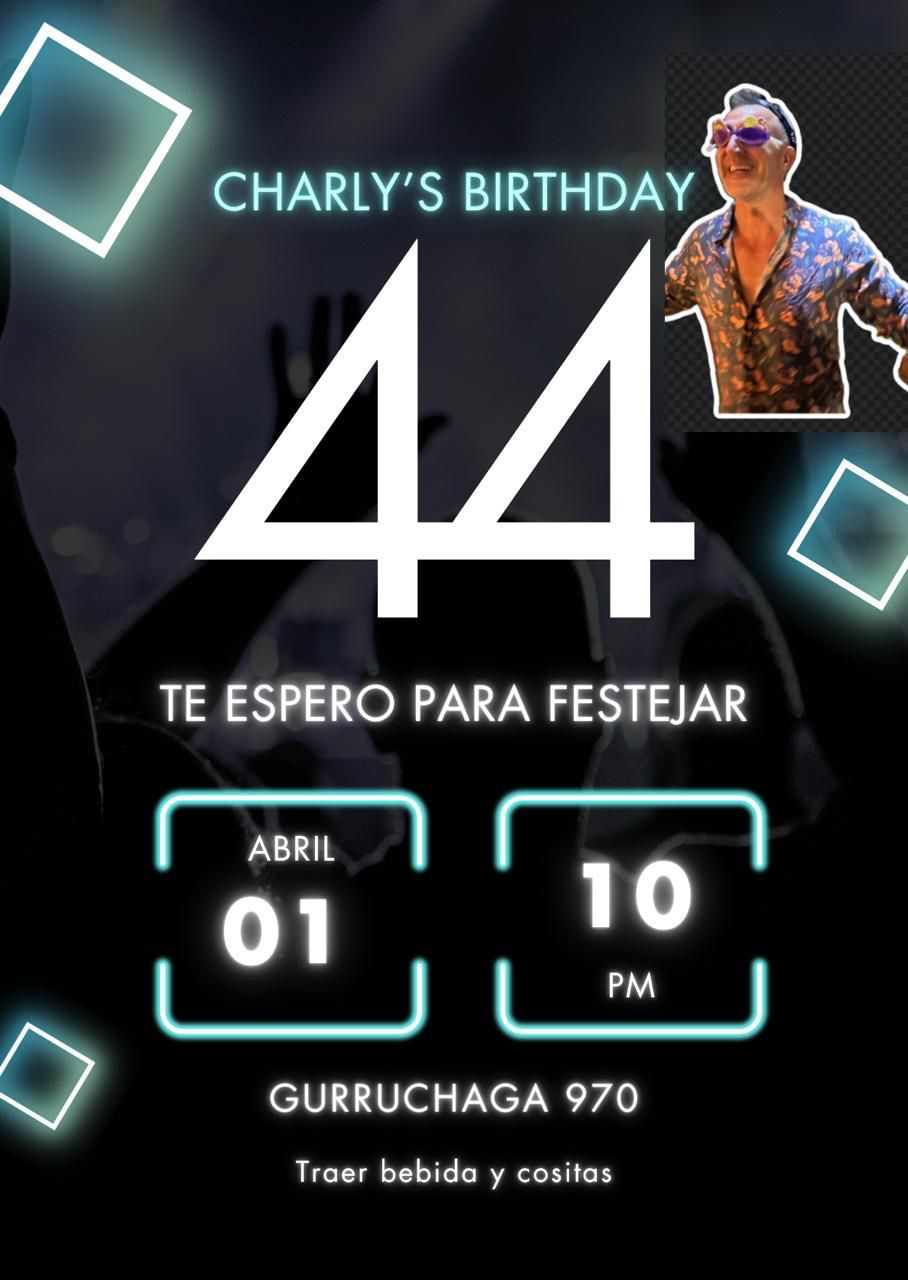 CHARLY’S BIRTHDAY
44
TE ESPERO PARA FESTEJAR
ABRIL
01
10
PM
GURRUCHAGA 970
Traer bebida y cositas